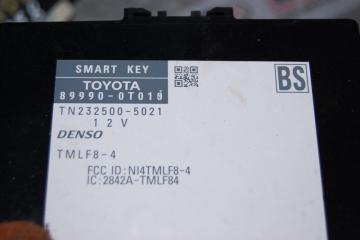 SMART KEY
TOYOTA
89990-0T019
BS
TN232500-5021
12V
DENSO
TMLF8-4
FCC ID:NI4TMLF8-4
IC:2842A-TMLF84